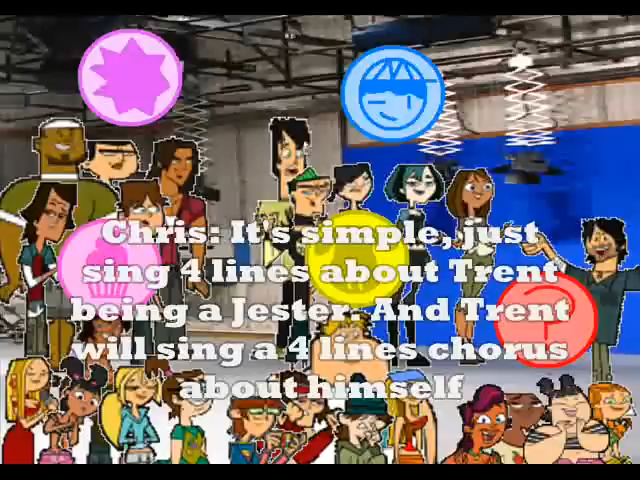 Chris: It's simple, just
sing 4 lines about Trent
being a Jester. And Trent
will sing a 4 lines chorus
about himself